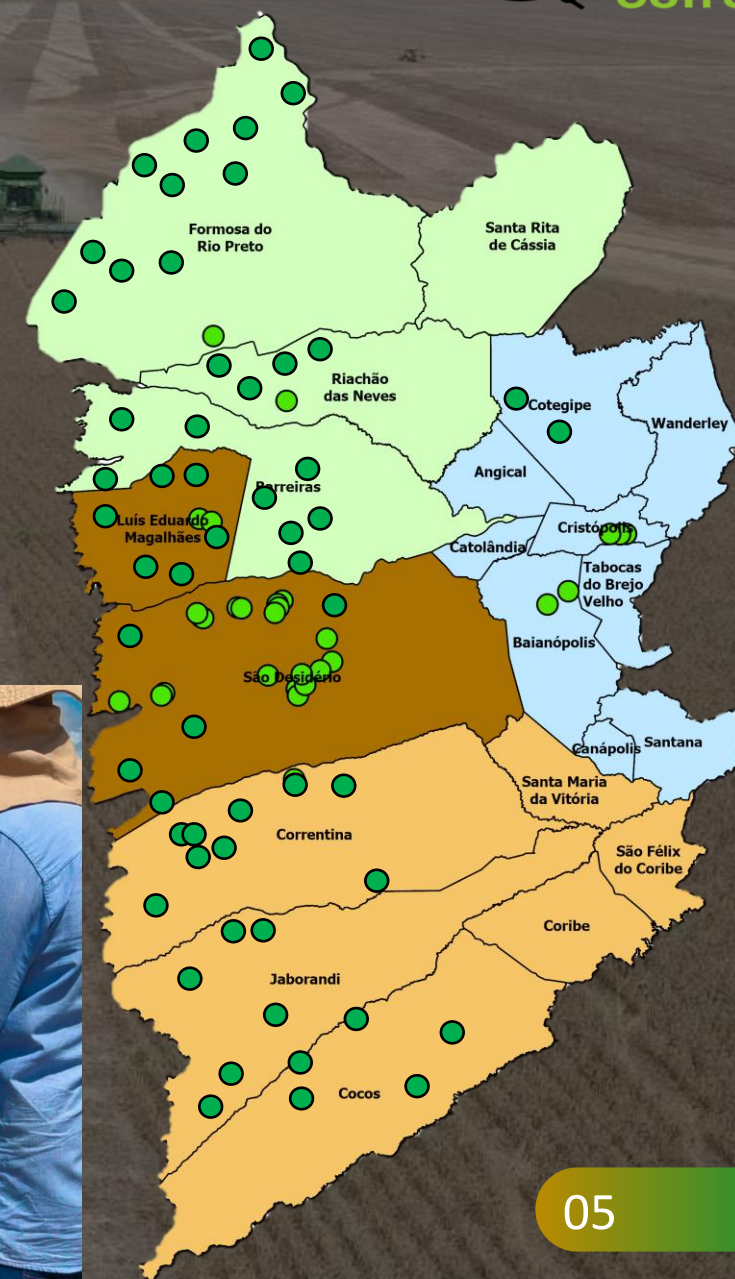 Formosa do
Rio Preto
Santa Rita
de Cássia
Riachão
das Neves
Cotegipe
Wanderley
Angical
Barreiras
Luís Eduardo
Magalhães
Cristópolis
Catolândia
Tabocas
do Brejo
Velho
Baianópolis
São Desidério
Canápolis
Santana
Santa Maria
da Vitória
Correntina
São Félix
do Coribe
Coribe
Jaborandi
Cocos
05